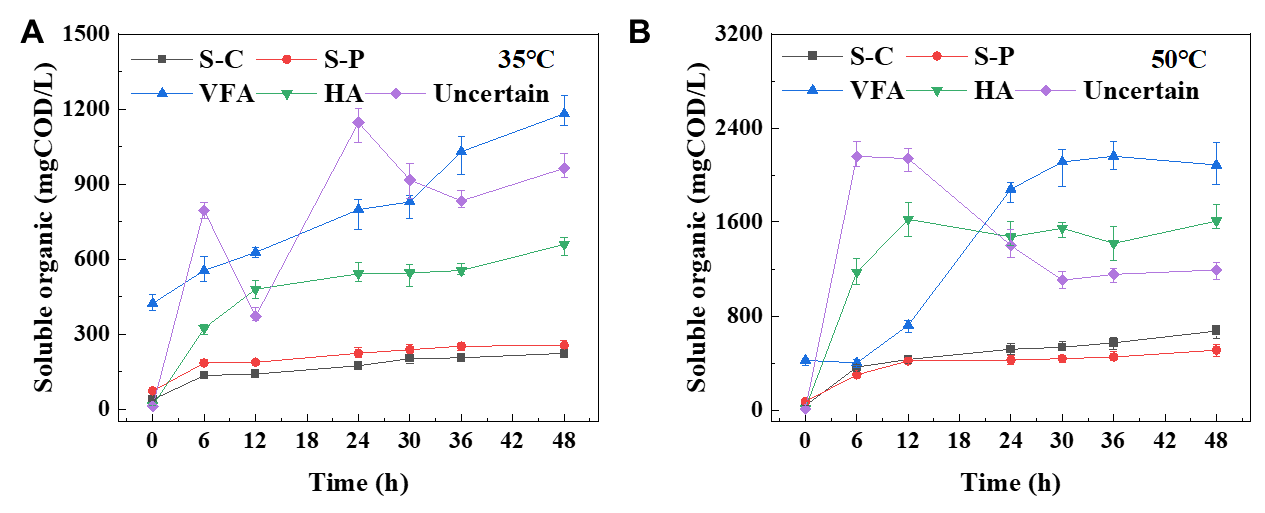 A
Soluble organic (mgCOD/L)
1500
1200
900
600
300
0
S-C S-P 35°C
VFA HA Uncertain
0 6 12 18 24 30 36 42 48
Time (h)
B
Soluble organic (mgCOD/L)
3200
2400
1600
800
0
S-C S-P 50°C
VFA HA Uncertain
0 6 12 18 24 30 36 42 48
Time (h)